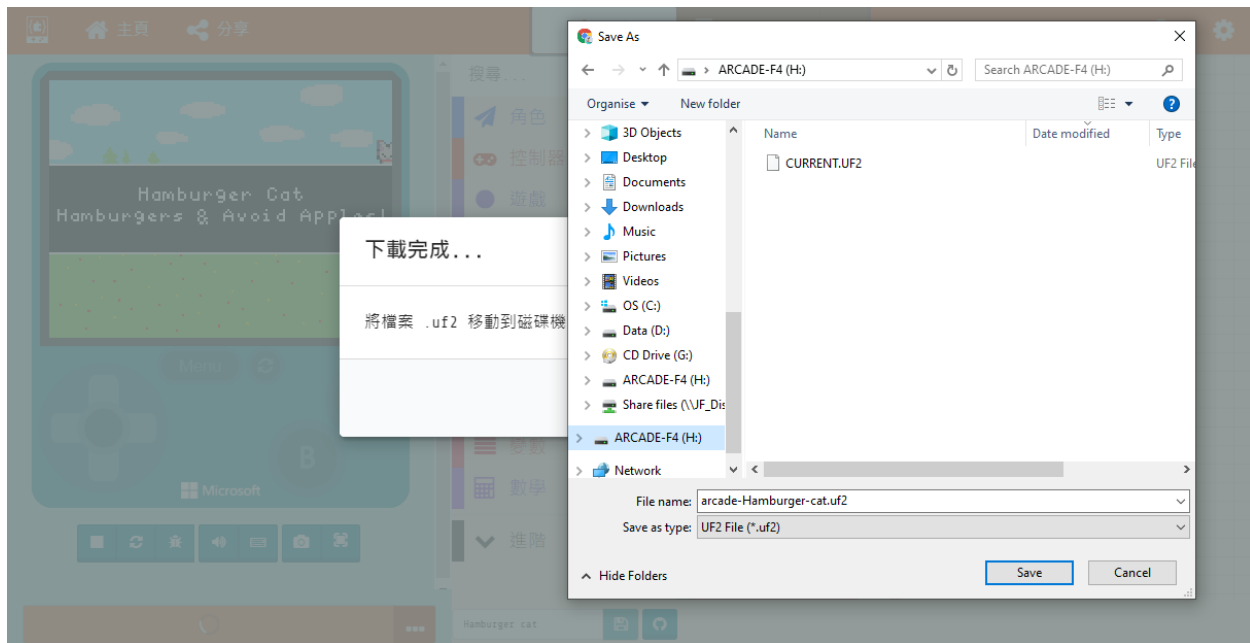 主頁
分享
搜尋...
角色
控制器
遊戲
變數
數學
進階
Hamburger Cat
Hamburgers & Avoid Apples!
Menu
B
Microsoft
Hamburger cat
下載完成...
將檔案 .uf2 移動到磁碟機
Save As
ARCADE-F4 (H:)
Search ARCADE-F4 (H:)
Organise
New folder
3D Objects
Desktop
Documents
Downloads
Music
Pictures
Videos
OS (C:)
Data (D:)
CD Drive (G:)
ARCADE-F4 (H:)
Share files (\\UF_Dis
ARCADE-F4 (H:)
Network
Name
Date modified
Type
CURRENT.UF2
UF2 File
File name: arcade-Hamburger-cat.uf2
Save as type: UF2 File (*.uf2)
Hide Folders
Save
Cancel